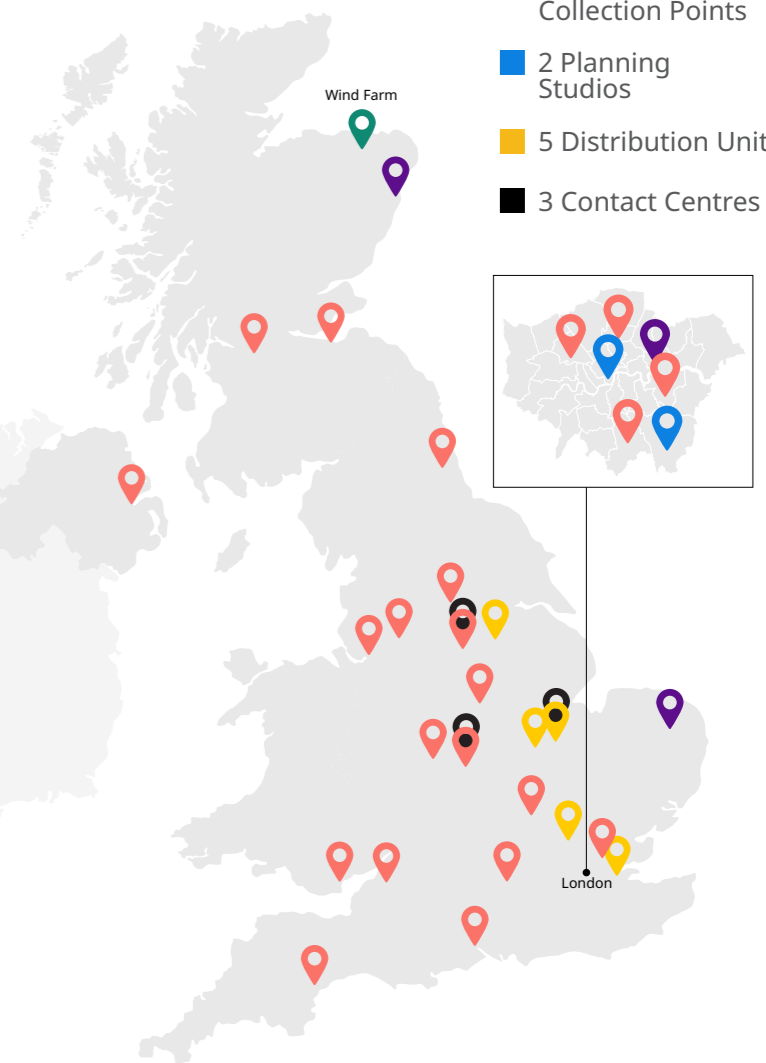 Collection Points
2 Planning
Studios
5 Distribution Unit
3 Contact Centres
Wind Farm
London